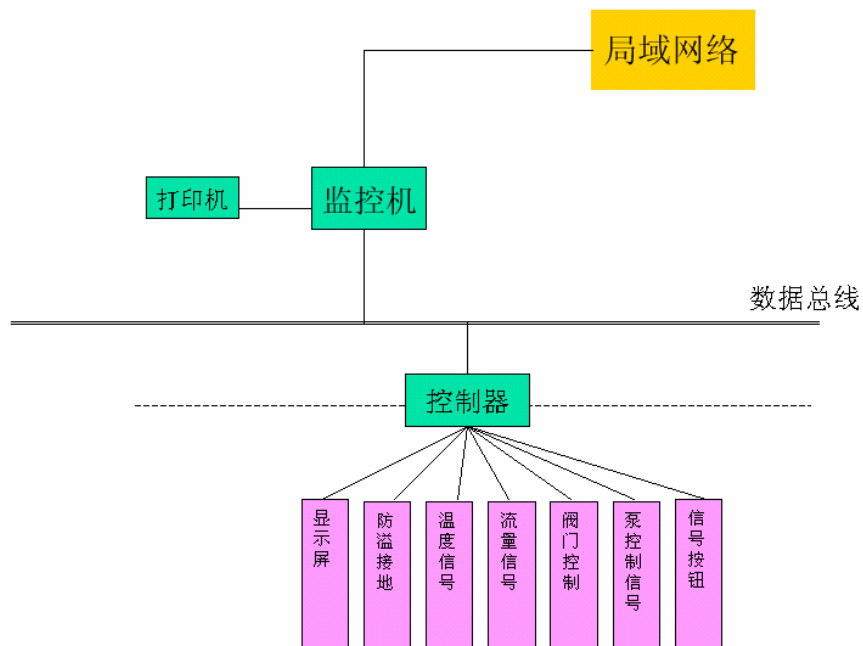 局域网络
打印机
监控机
数据总线
控制器
显示屏
防溢接地
温度信号
流量信号
阀门控制
泵控制信号
信号按钮